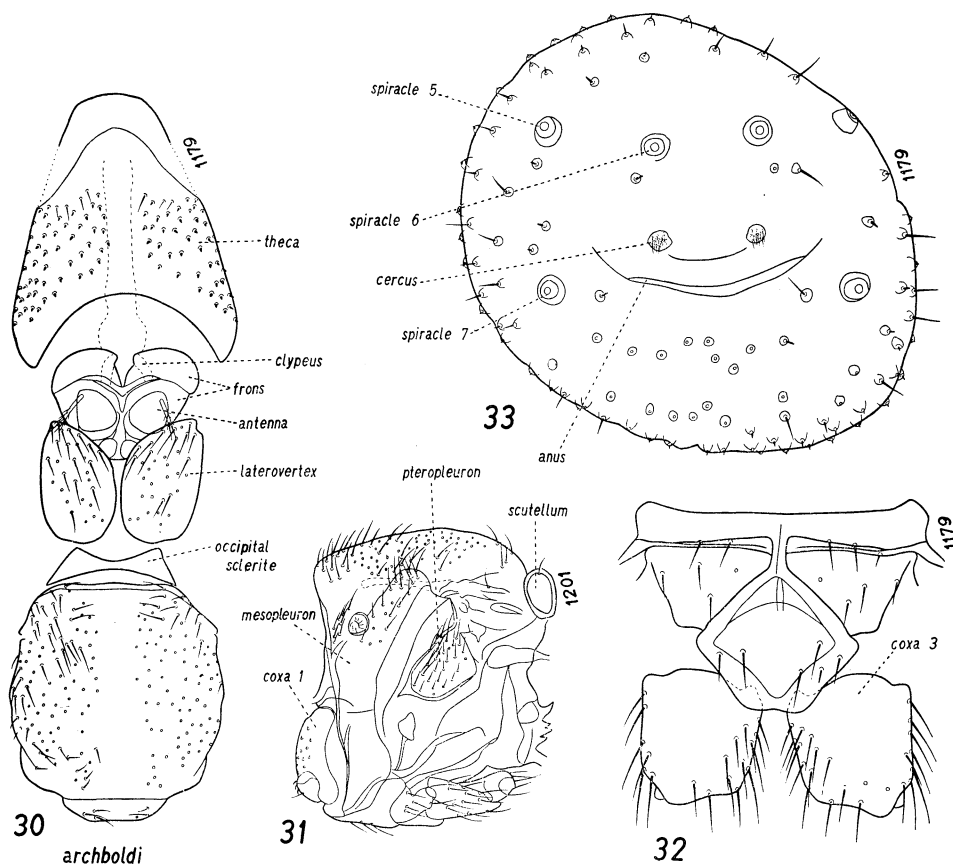 1179
theca
clypeus
frons
antenna
laterovertex
occipital
sclerite
30
archboldi
spiracle 5
spiracle 6
cercus
spiracle 7
anus
1179
33
pteropleuron
scutellum
1201
mesopleuron
coxa 1
31
1179
coxa 3
32